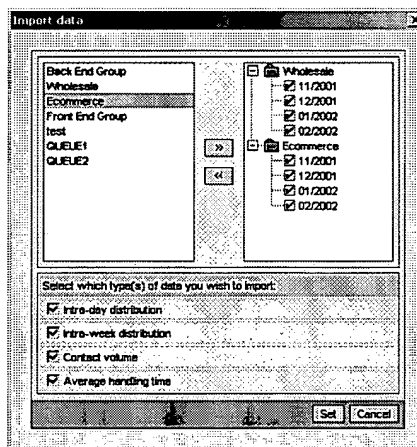 Import data
Back End Group
Wholesale
Ecommerce
Front End Group
test
QUEUE1
QUEUE2
»
«
Wholesale
11/2001
12/2001
01/2002
02/2002
Ecommerce
11/2001
12/2001
01/2002
02/2002
Select which type(s) of data you wish to import:
Intra-day distribution
Intra-week distribution
Contact volume
Average handling time
Set Cancel